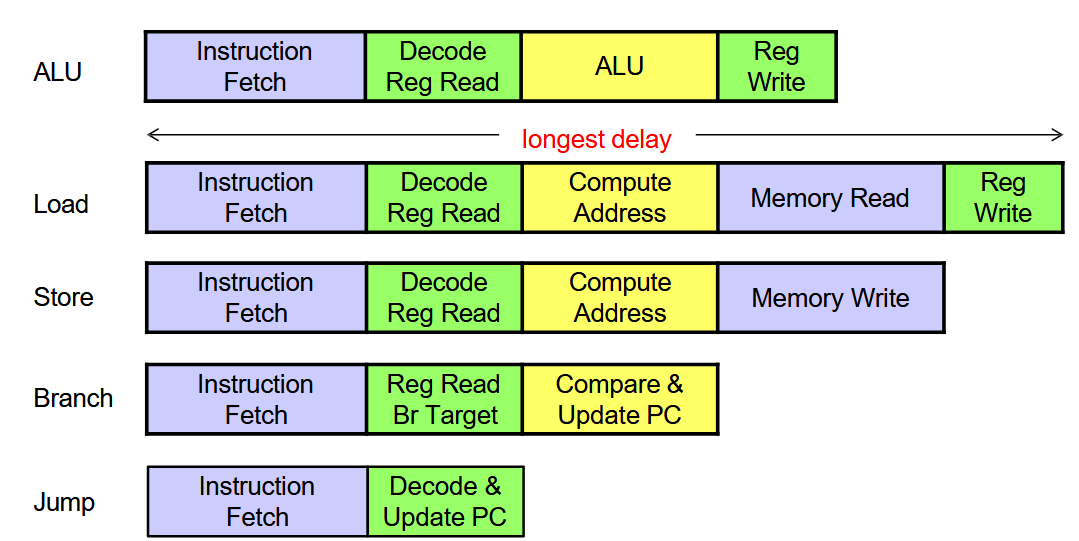 ALU
Instruction
Fetch
Decode
Reg Read
ALU
Reg
Write
longest delay
Load
Instruction
Fetch
Decode
Reg Read
Compute
Address
Memory Read
Reg
Write
Store
Instruction
Fetch
Decode
Reg Read
Compute
Address
Memory Write
Branch
Instruction
Fetch
Reg Read
Br Target
Compare &
Update PC
Jump
Instruction
Fetch
Decode &
Update PC